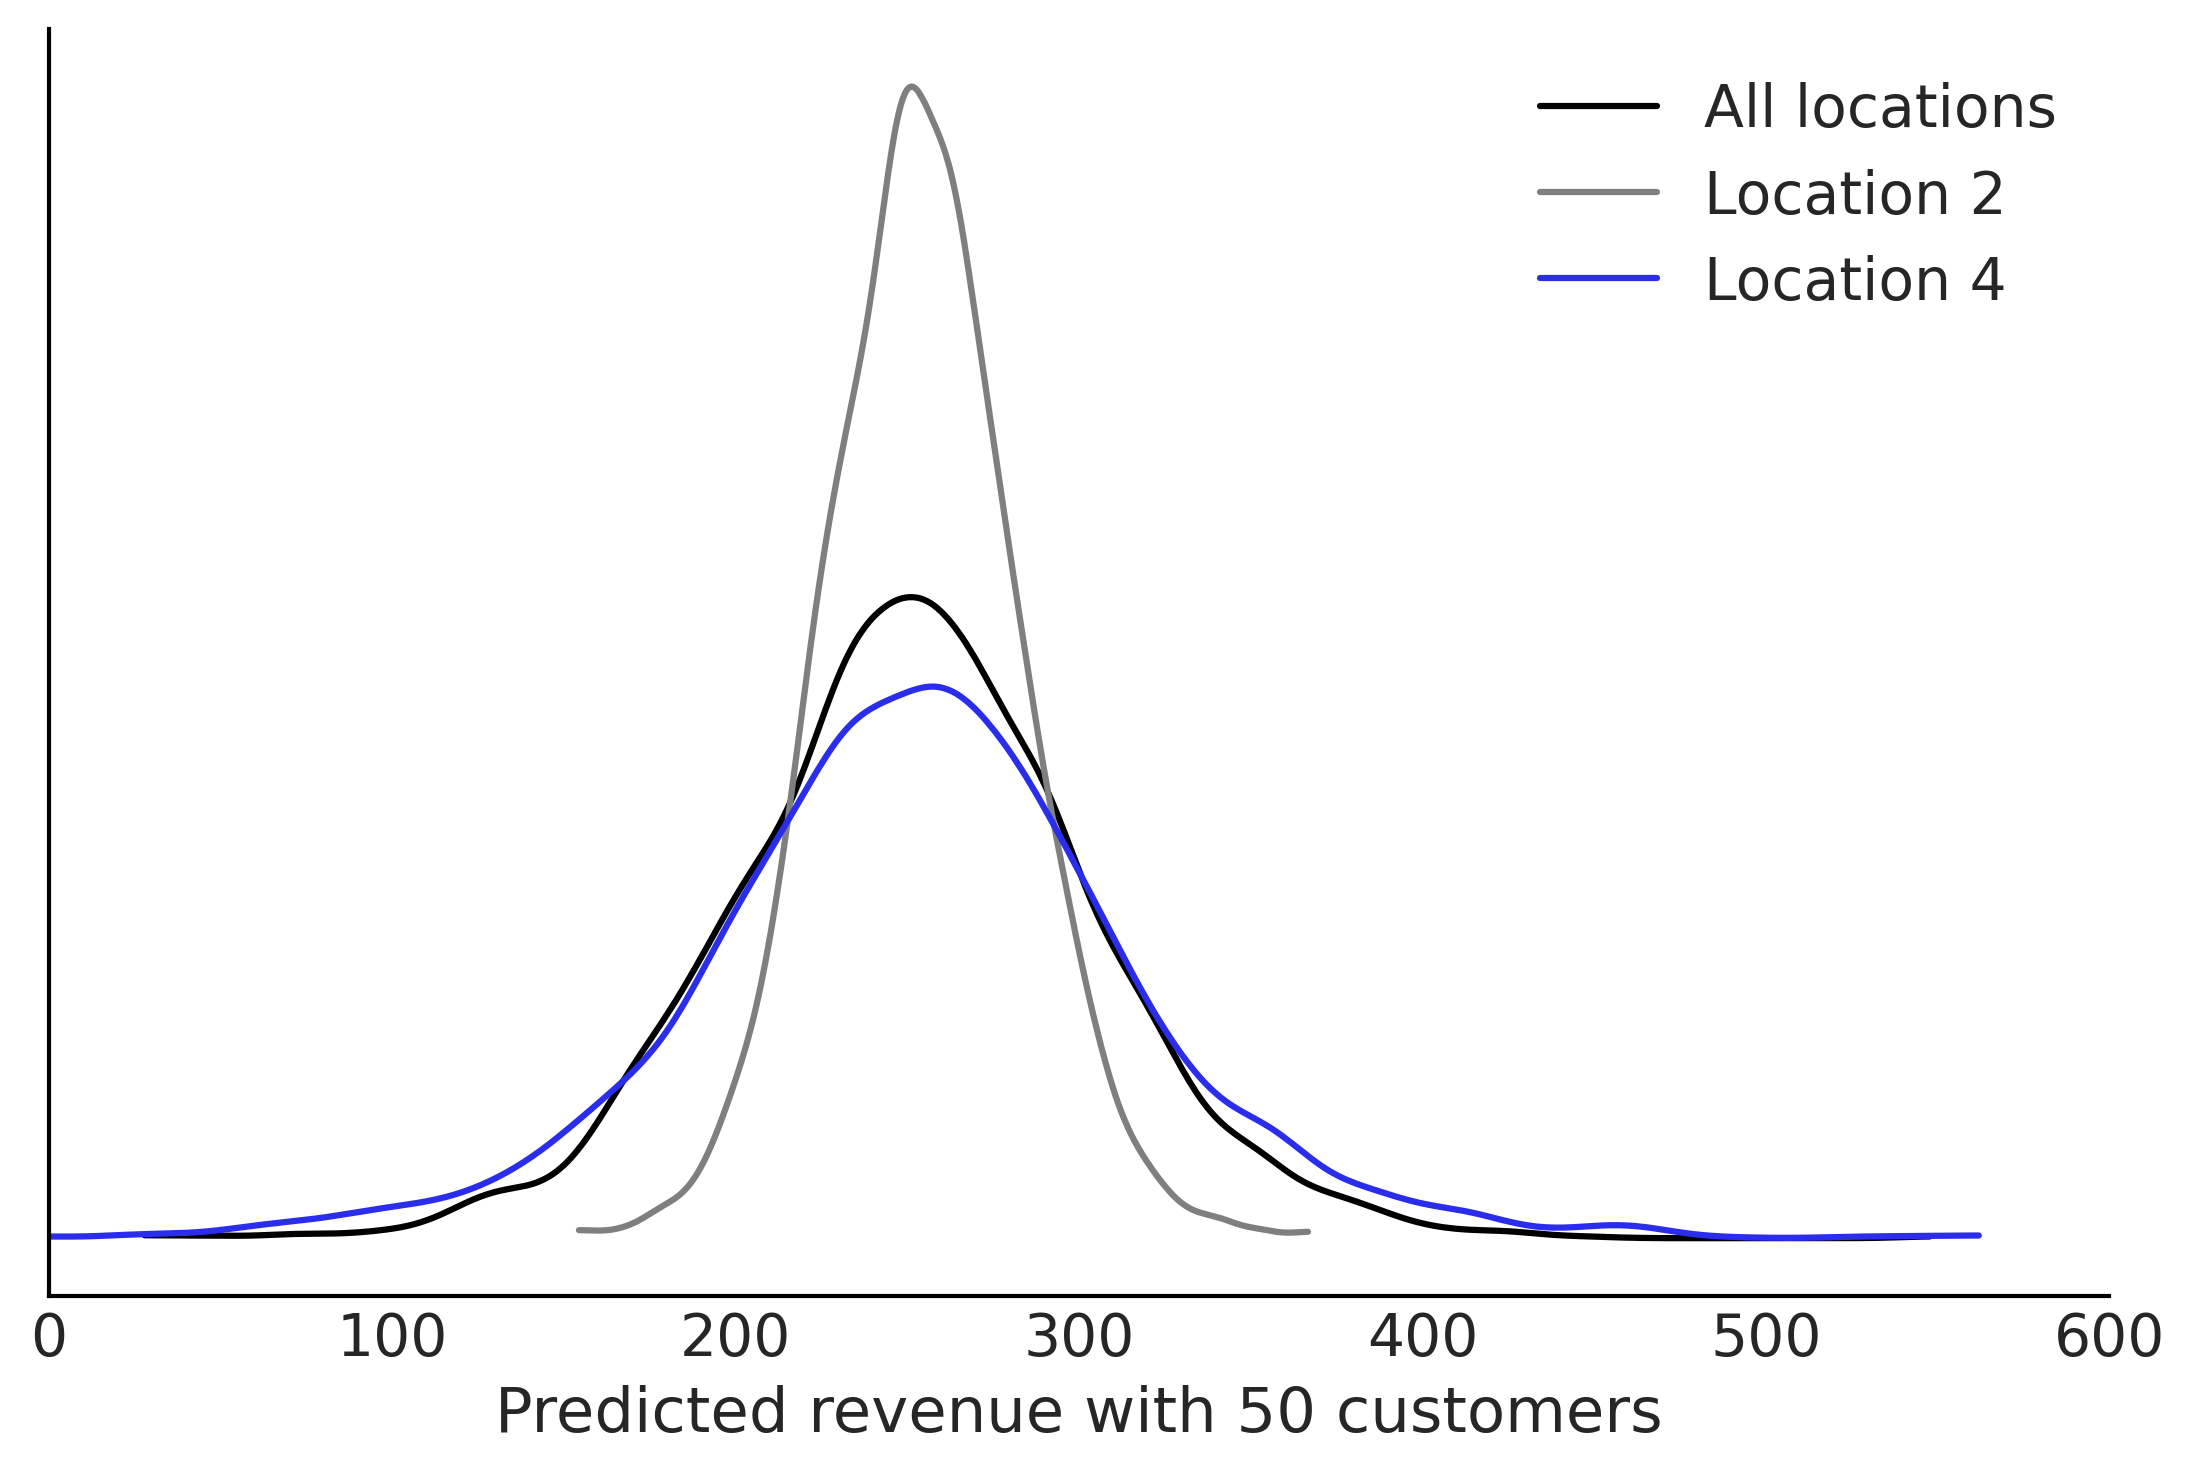 All locations
Location 2
Location 4
0 100 200 300 400 500 600
Predicted revenue with 50 customers